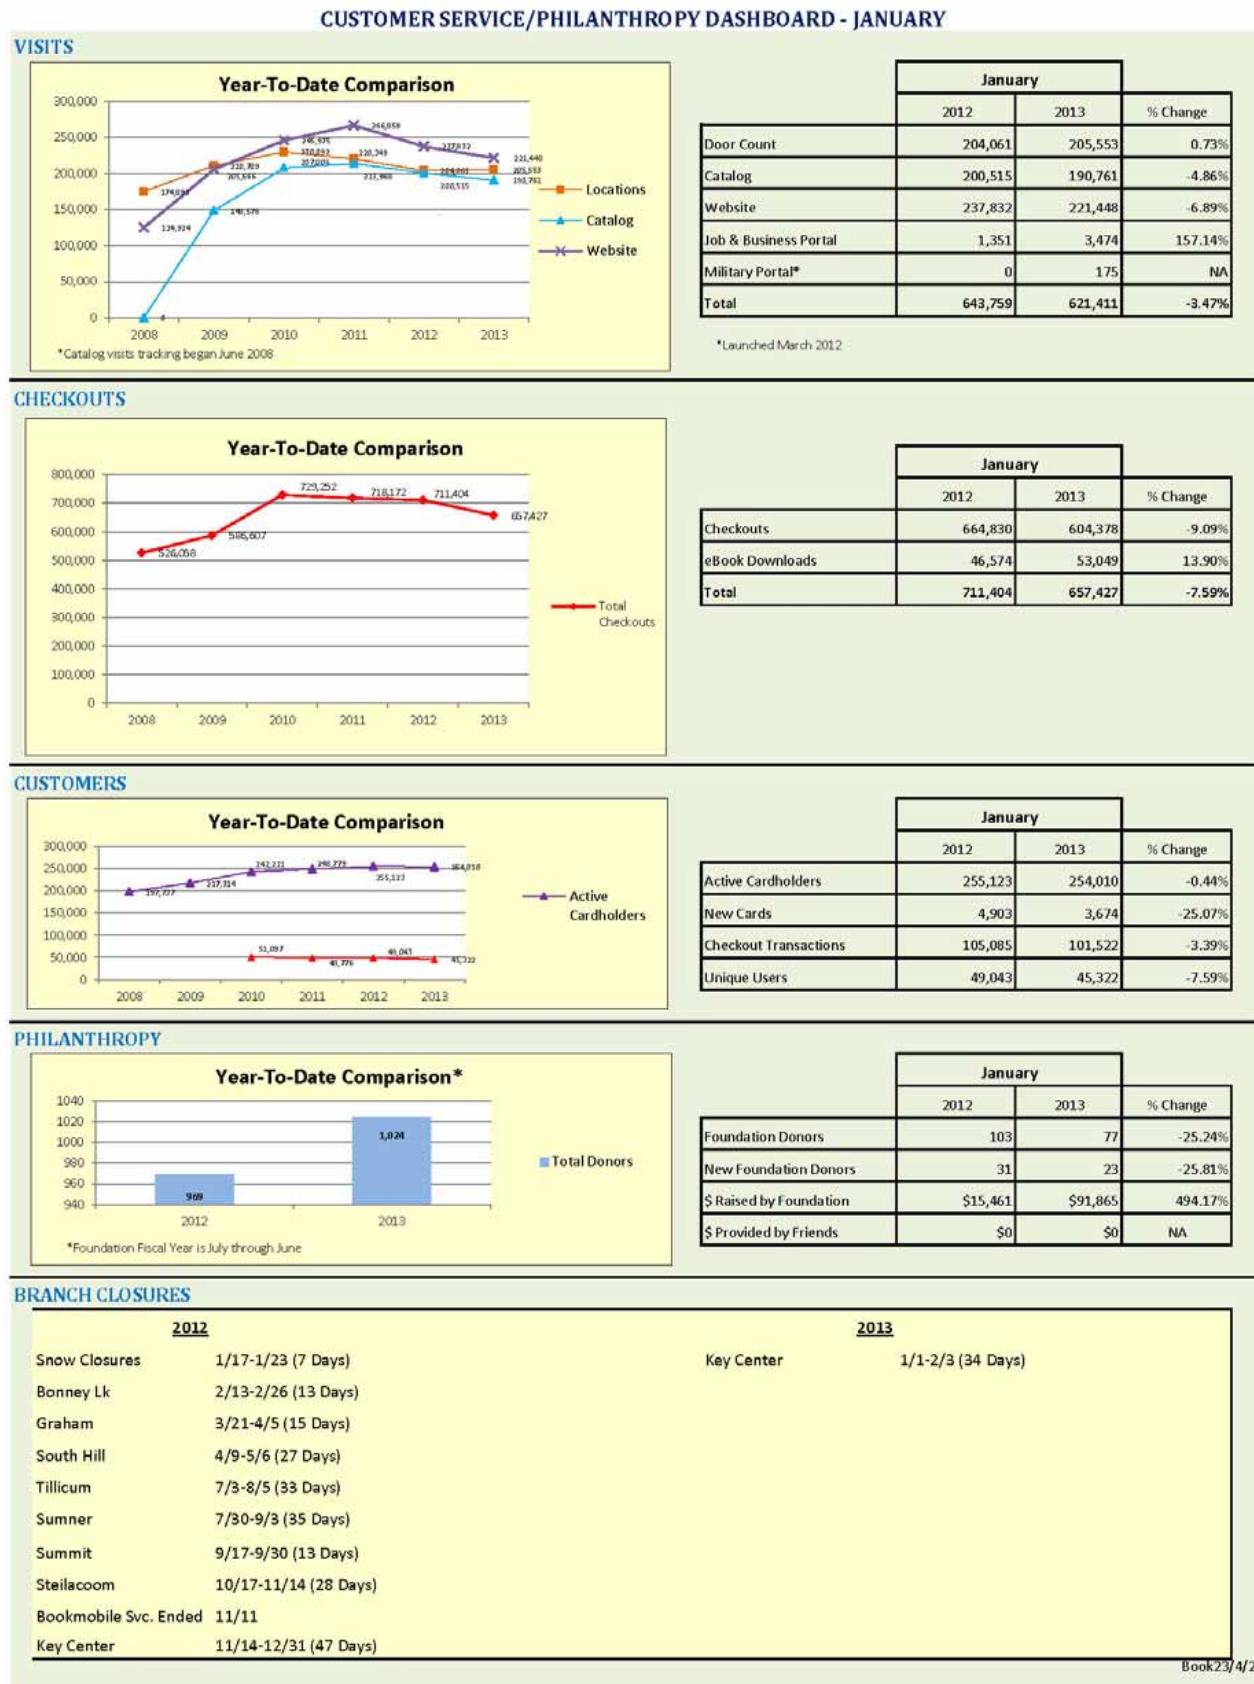 CUSTOMER SERVICE/PHILANTHROPY DASHBOARD - JANUARY
VISITS
Year-To-Date Comparison
300,000
250,000
200,000
150,000
100,000
50,000
0
2008 2009 2010 2011 2012 2013
237,832
221,448
205,553
190,761
200,515
Locations
Catalog
Website
*Catalog visits tracking began June 2008
January
2012 2013 % Change
Door Count 204,061 205,553 0.73%
Catalog 200,515 190,761 -4.86%
Website 237,832 221,448 -6.89%
Job & Business Portal 1,351 3,474 157.14%
Military Portal* 0 175 NA
Total 643,759 621,411 -3.47%
*Launched March 2012
CHECKOUTS
Year-To-Date Comparison
800,000
700,000
600,000
500,000
400,000
300,000
200,000
100,000
0
526,058 586,607 729,252 718,172 711,404 657,427
2008 2009 2010 2011 2012 2013
Total
Checkouts
January
2012 2013 % Change
Checkouts 664,830 604,378 -9.09%
eBook Downloads 46,574 53,049 13.90%
Total 711,404 657,427 -7.59%
CUSTOMERS
Year-To-Date Comparison
300,000
250,000
200,000
150,000
100,000
50,000
0
255,123
2008 2009 2010 2011 2012 2013
Active
Cardholders
January
2012 2013 % Change
Active Cardholders 255,123 254,010 -0.44%
New Cards 4,903 3,674 -25.07%
Checkout Transactions 105,085 101,522 -3.39%
Unique Users 49,043 45,322 -7.59%
PHILANTHROPY
Year-To-Date Comparison*
1040
1020
1000
980
960
940
969 1,024
2012 2013
Total Donors
*Foundation Fiscal Year is July through June
January
2012 2013 % Change
Foundation Donors 103 77 -25.24%
New Foundation Donors 31 23 -25.81%
$ Raised by Foundation $15,461 $91,865 494.17%
$ Provided by Friends $0 $0 NA
BRANCH CLOSURES
2012
Snow Closures 1/17-1/23 (7 Days)
Bonney Lk 2/13-2/26 (13 Days)
Graham 3/21-4/5 (15 Days)
South Hill 4/9-5/6 (27 Days)
Tillicum 7/3-8/5 (33 Days)
Sumner 7/30-9/3 (35 Days)
Summit 9/17-9/30 (13 Days)
Steilacoom 10/17-11/14 (28 Days)
Bookmobile Svc. Ended 11/11
Key Center 11/14-12/31 (47 Days)
2013
Key Center 1/1-2/3 (34 Days)
Book23/4/2